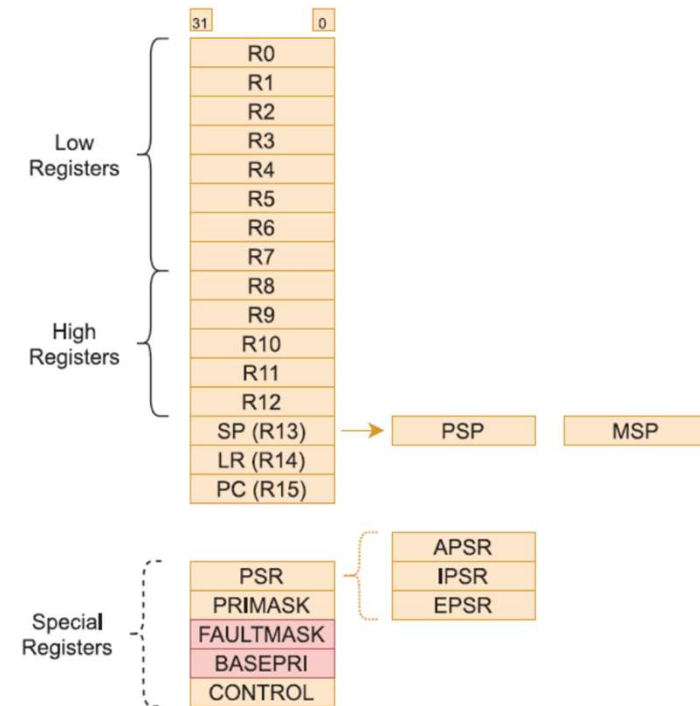 31 0
R0
R1
R2
Low
Registers
R3
R4
R5
R6
R7
R8
R9
High
Registers
R10
R11
R12
SP (R13) PSP MSP
LR (R14)
PC (R15)
APSR
PSR IPSR
PRIMASK EPSR
Special
Registers
FAULTMASK
BASEPRI
CONTROL